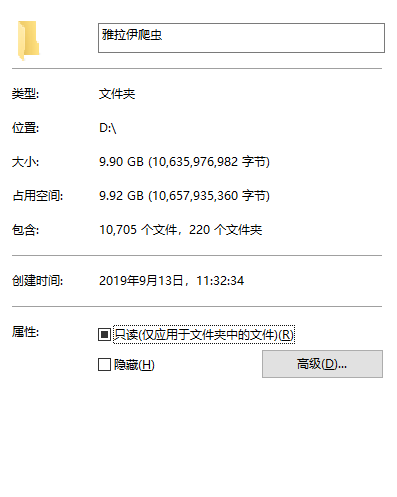 雅拉伊爬虫
类型: 文件夹
位置: D:\
大小: 9.90 GB (10,635,976,982 字节)
占用空间: 9.92 GB (10,657,935,360 字节)
包含: 10,705 个文件，220 个文件夹
创建时间: 2019年9月13日，11:32:34
属性: 只读(仅应用于文件夹中的文件)(R)
隐藏(H) 高级(D)...